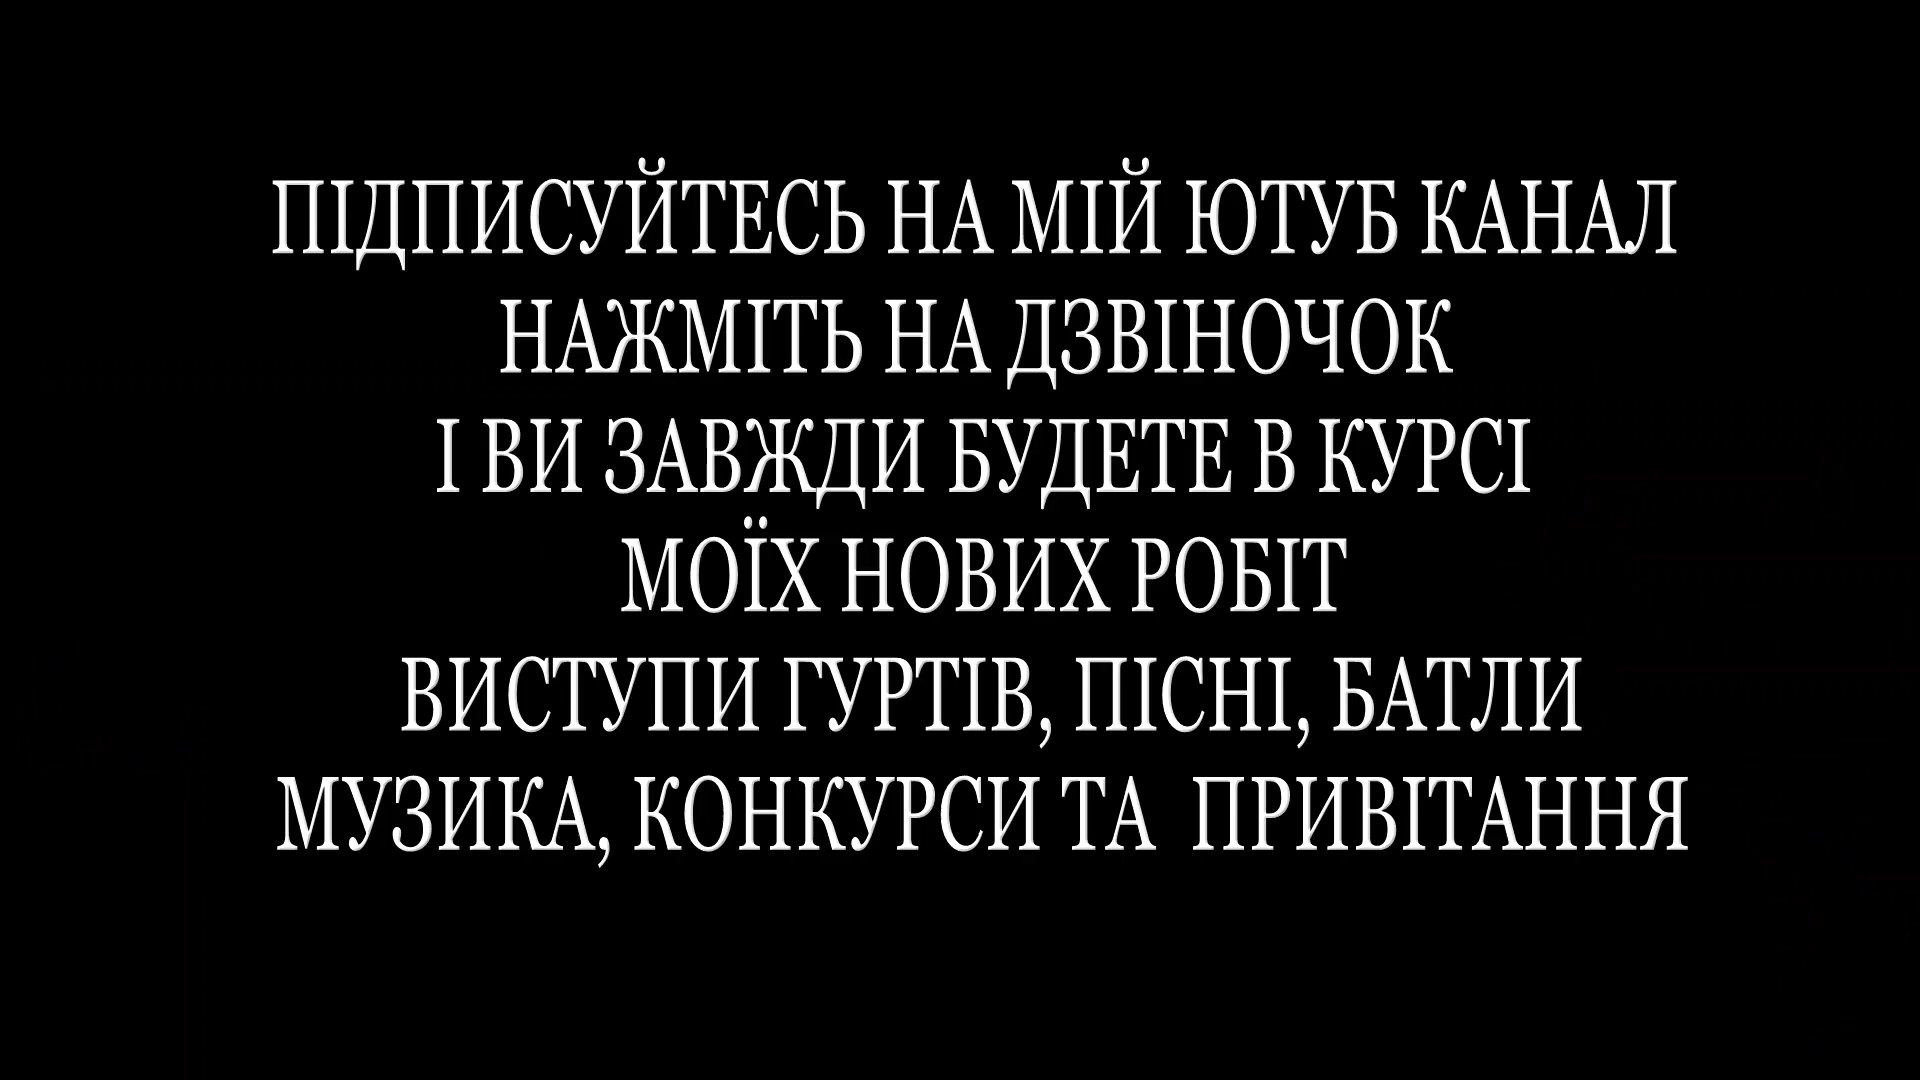 ПІДПИСУЙТЕСЬ НА МІЙ ЮТУБ КАНАЛ
НАЖМІТЬ НА ДЗВІНОЧОК
І ВИ ЗАВЖДИ БУДЕТЕ В КУРСІ
МОЇХ НОВИХ РОБІТ
ВИСТУПИ ГУРТІВ, ПІСНІ, БАТЛИ
МУЗИКА, КОНКУРСИ ТА ПРИВІТАННЯ